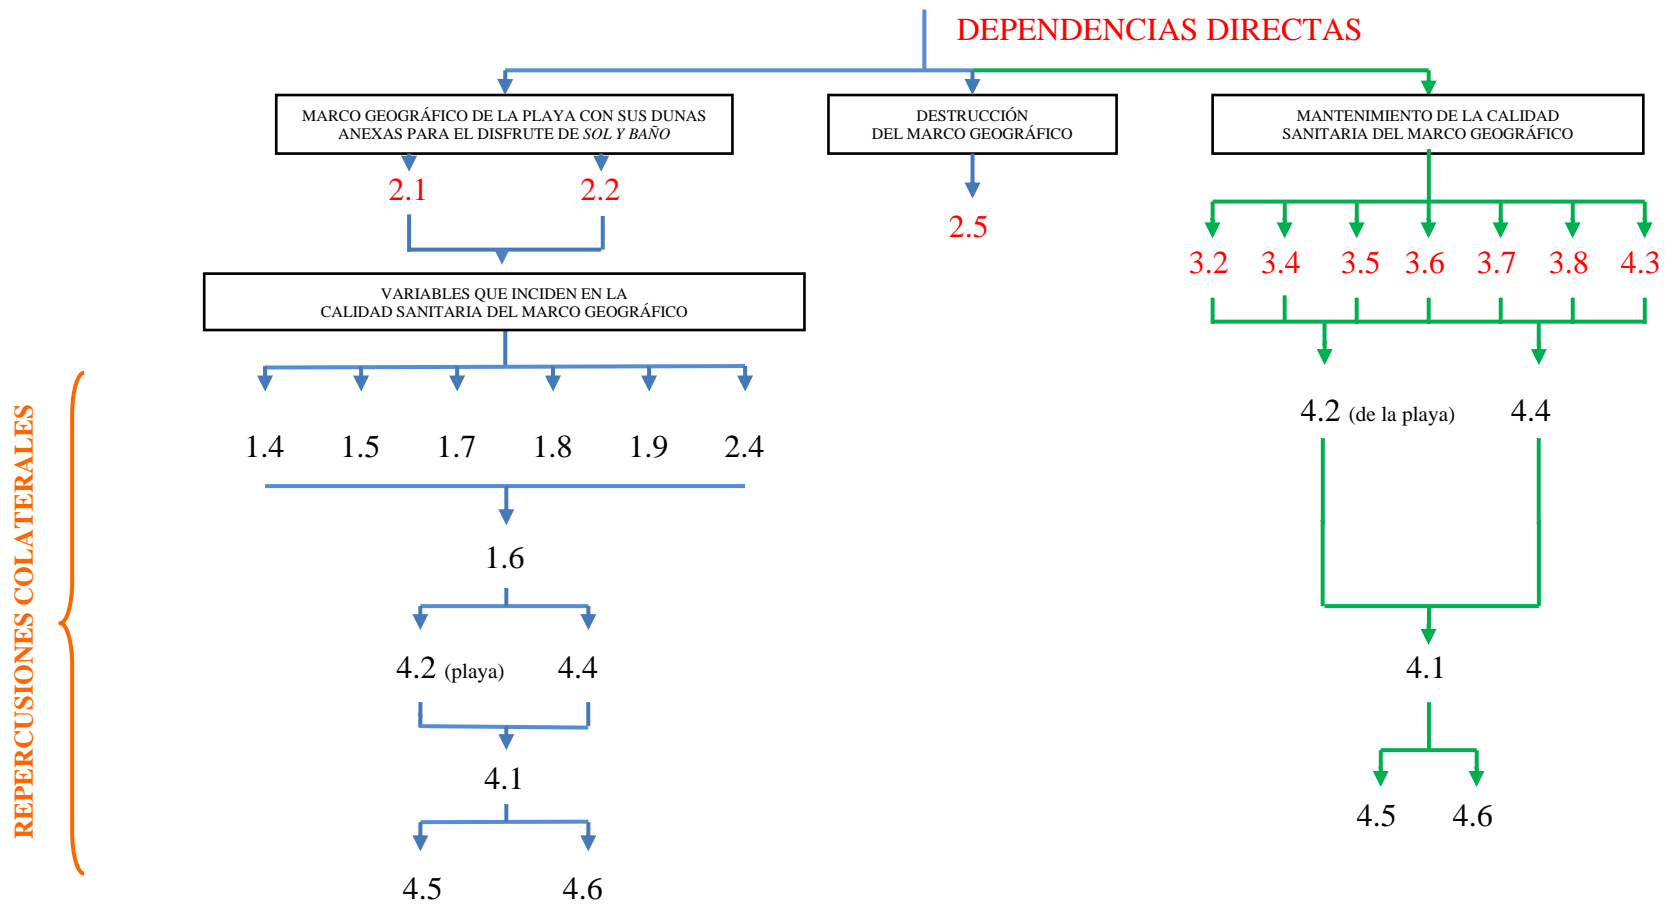 DEPENDENCIAS DIRECTAS
MARCO GEOGRÁFICO DE LA PLAYA CON SUS DUNAS
ANEXAS PARA EL DISFRUTE DE SOL Y BAÑO
DESTRUCCIÓN
DEL MARCO GEOGRÁFICO
MANTENIMIENTO DE LA CALIDAD
SANITARIA DEL MARCO GEOGRÁFICO
2.1 2.2
2.5
3.2 3.4 3.5 3.6 3.7 3.8 4.3
VARIABLES QUE INCIDEN EN LA
CALIDAD SANITARIA DEL MARCO GEOGRÁFICO
REPERCUSIONES COLATERALES
1.4 1.5 1.7 1.8 1.9 2.4
1.6
4.2 (playa) 4.4
4.1
4.5 4.6
4.2 (de la playa) 4.4
4.1
4.5 4.6